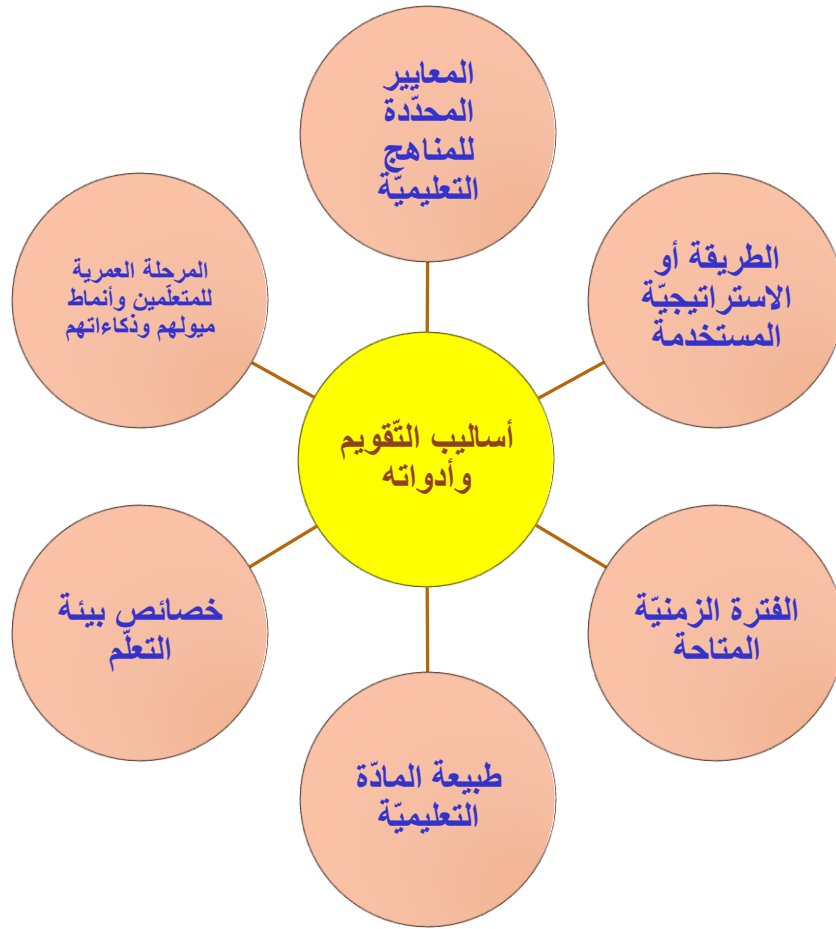 المعايير
المحدّدة
للمناهج
التعليميّة
الطريقة أو
الاستراتيجيّة
المستخدمة
المرحلة العمرية
للمتعلّمين وأنماط
ميولهم وذكاءاتهم
أساليب التّقويم
وأدواته
الفترة الزمنيّة
المتاحة
خصائص بيئة
التعلّم
طبيعة المادّة
التعليميّة